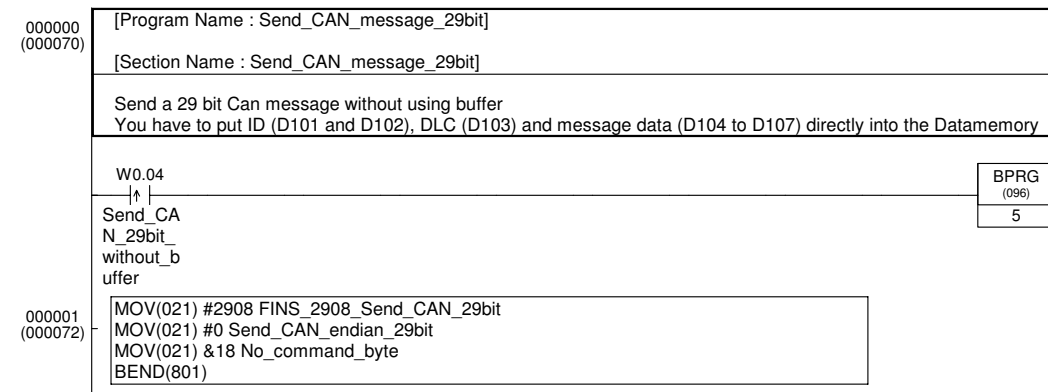 000000
(000070)
[Program Name : Send_CAN_message_29bit]
[Section Name : Send_CAN_message_29bit]
Send a 29 bit Can message without using buffer
You have to put ID (D101 and D102), DLC (D103) and message data (D104 to D107) directly into the Datamemory
W0.04
Send_CA
N_29bit_
without_b
uffer
BPRG
(096)
5
000001
(000072)
MOV(021) #2908 FINS_2908_Send_CAN_29bit
MOV(021) #0 Send_CAN_endian_29bit
MOV(021) &18 No_command_byte
BEND(801)